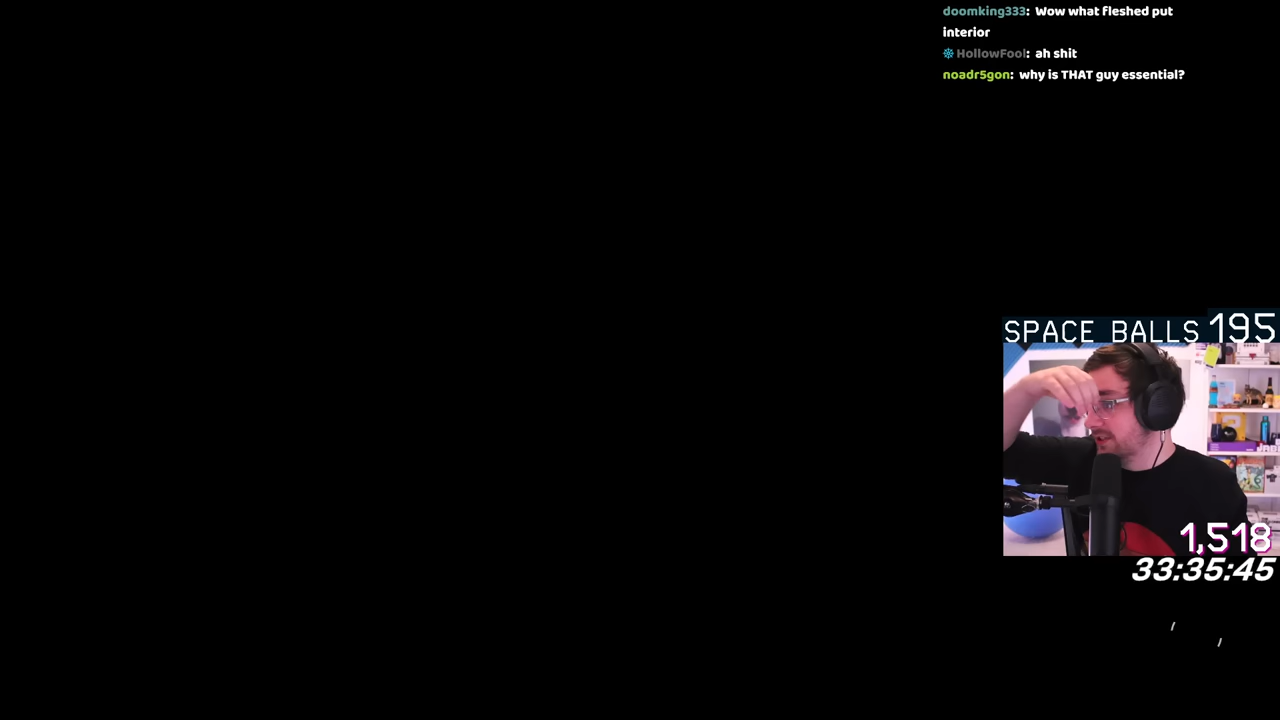 doomking333: Wow what fleshed put
interior
HollowFool: ah shit
noadr5gon: why is THAT guy essential?
SPACE BALLS 195
1,518
33:35:45